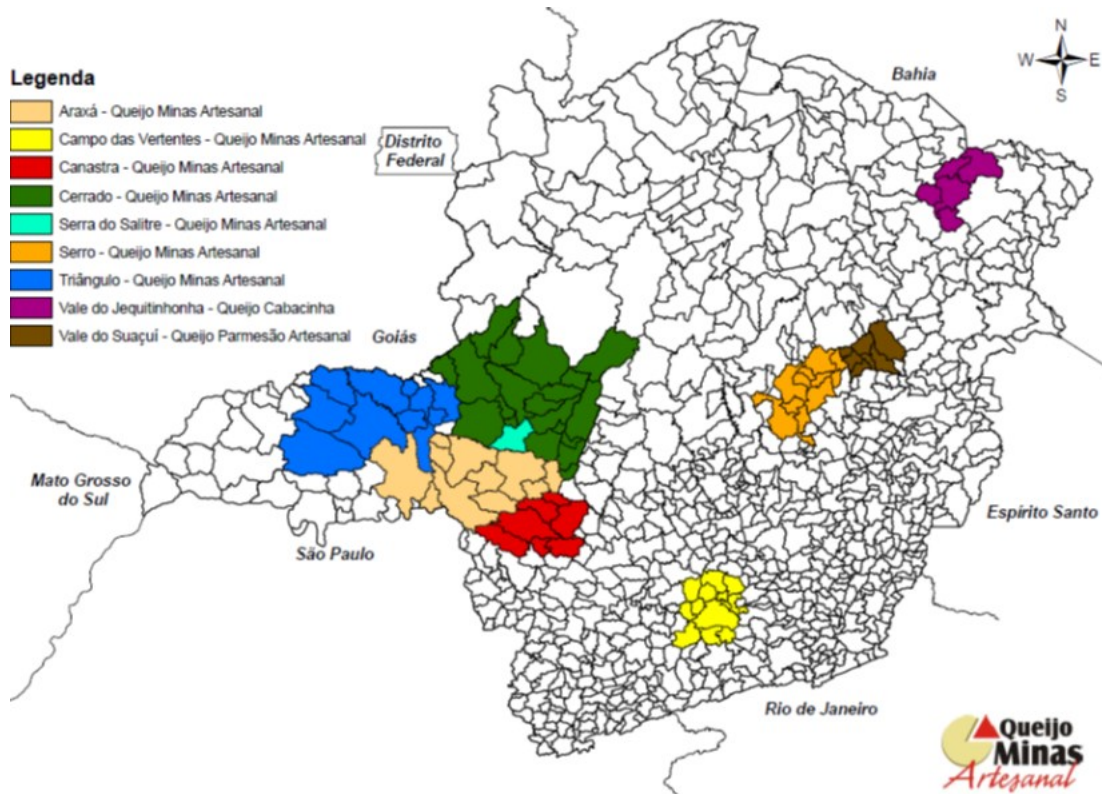 N
W E
S
Legenda
Araxá - Queijo Minas Artesanal
Campo das Vertentes - Queijo Minas Artesanal
Canastra - Queijo Minas Artesanal
Cerrado - Queijo Minas Artesanal
Serra do Salitre - Queijo Minas Artesanal
Serro - Queijo Minas Artesanal
Triângulo - Queijo Minas Artesanal
Vale do Jequitinhonha - Queijo Cabacinha
Vale do Suaçuí - Queijo Parmesão Artesanal
Bahia
Distrito
Federal
Goiás
Mato Grosso
do Sul
São Paulo
Espírito Santo
Rio de Janeiro
Queijo
Minas
Artesanal